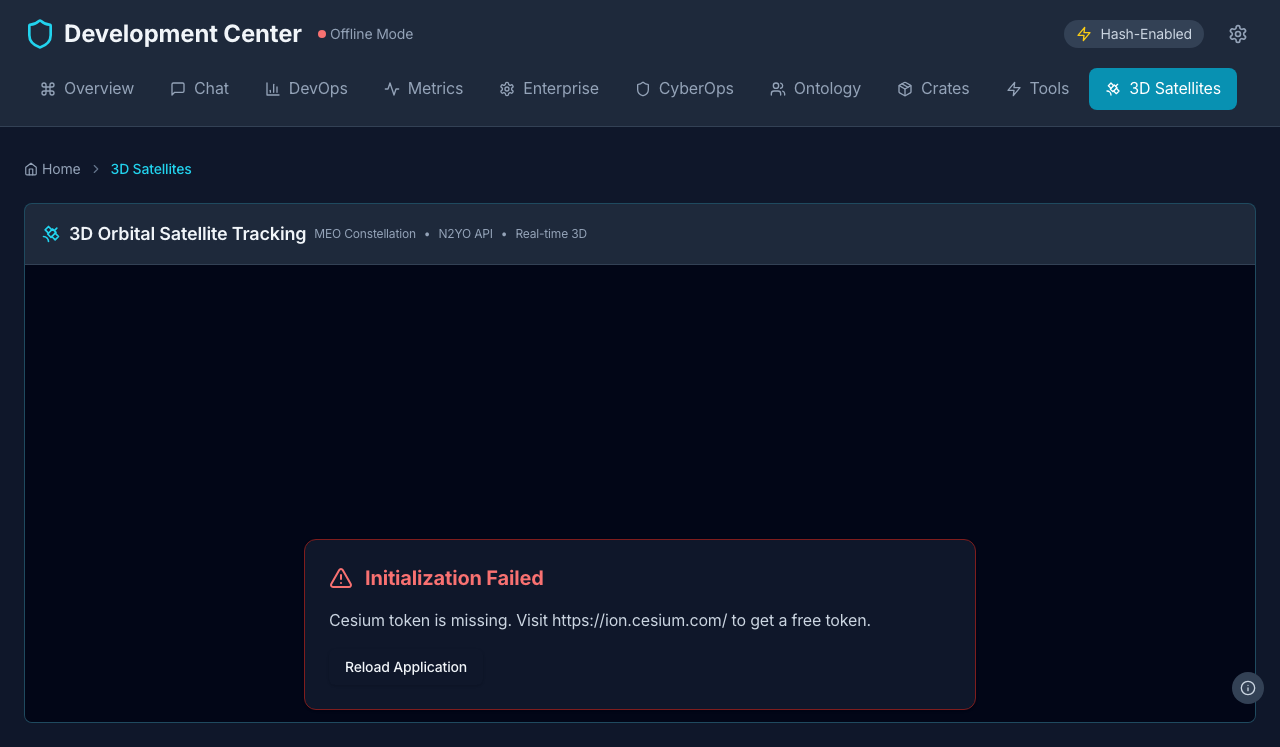 Development Center
Offline Mode
Hash-Enabled
Overview Chat DevOps Metrics Enterprise CyberOps Ontology Crates Tools 3D Satellites
Home > 3D Satellites
3D Orbital Satellite Tracking MEO Constellation • N2YO API • Real-time 3D
Initialization Failed
Cesium token is missing. Visit https://ion.cesium.com/ to get a free token.
Reload Application